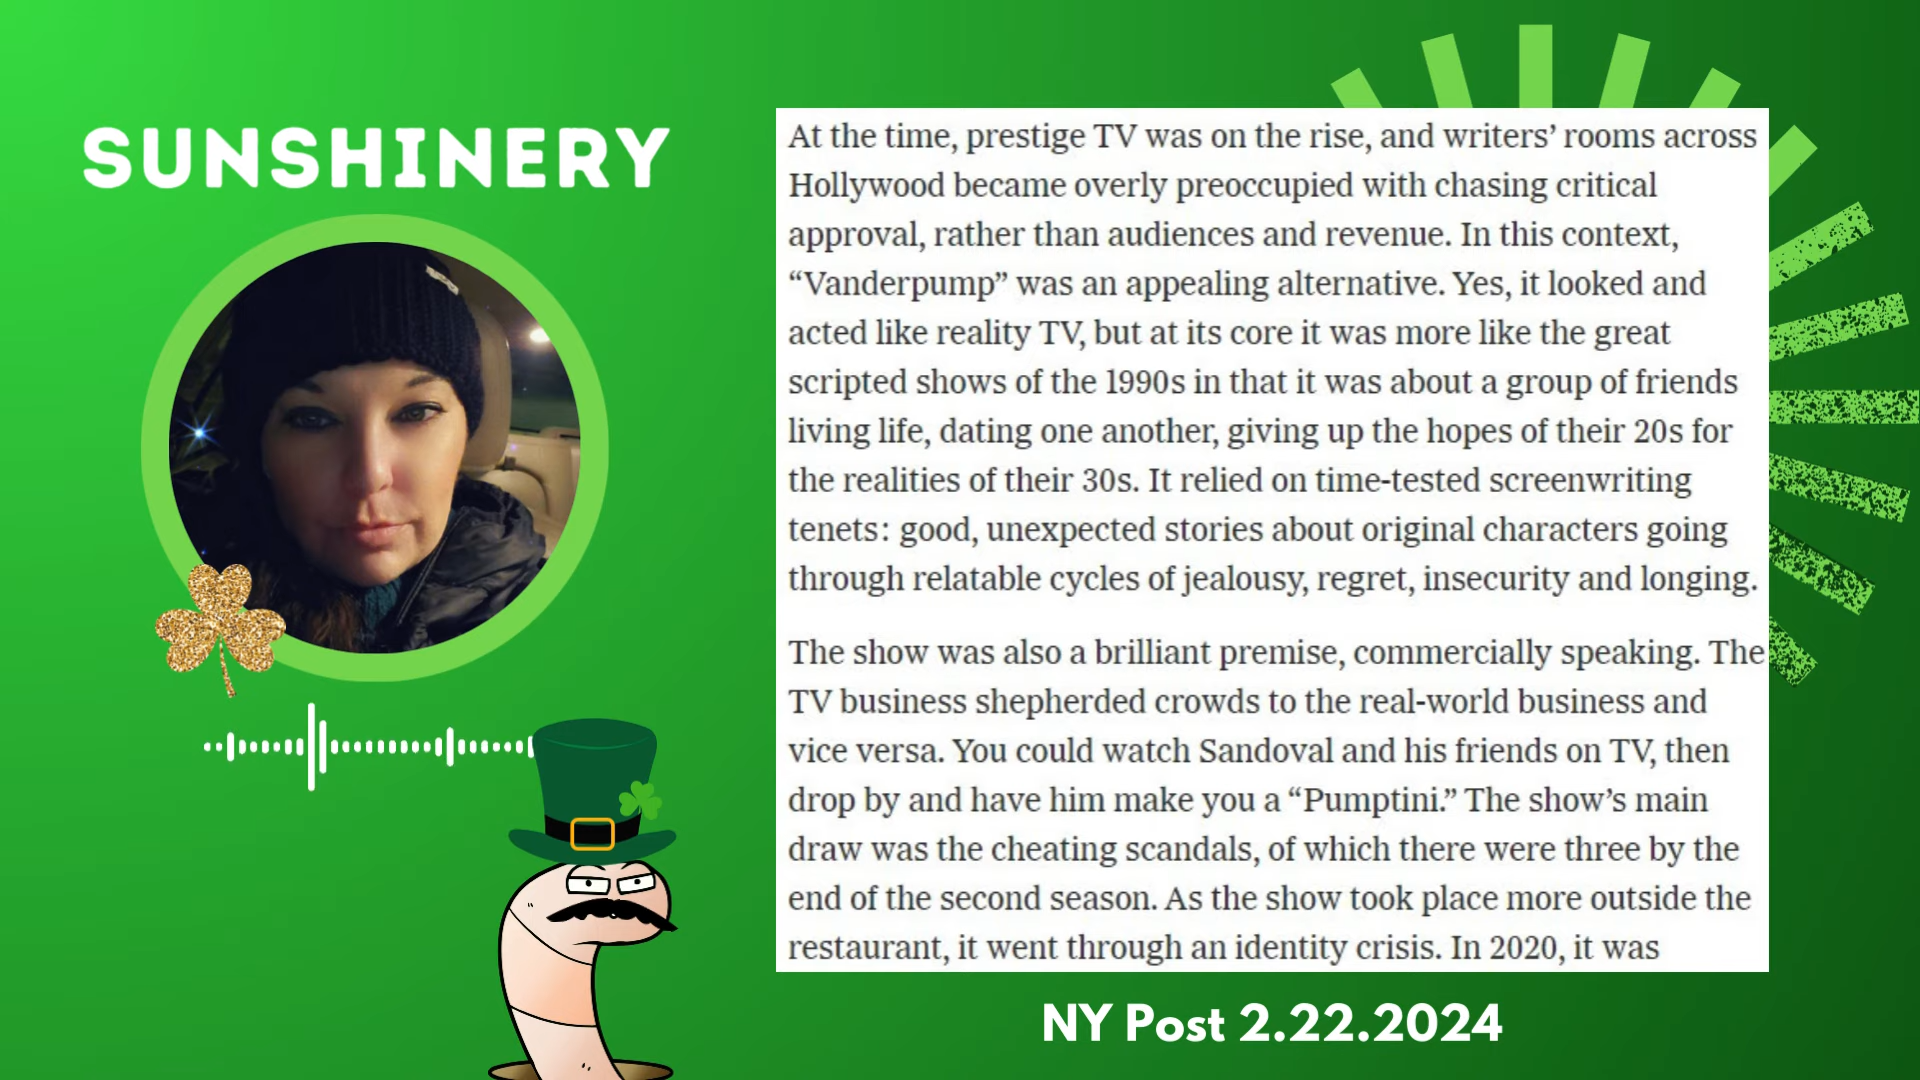 SUNSHINERY
At the time, prestige TV was on the rise, and writers’ rooms across
Hollywood became overly preoccupied with chasing critical
approval, rather than audiences and revenue. In this context,
“Vanderpump” was an appealing alternative. Yes, it looked and
acted like reality TV, but at its core it was more like the great
scripted shows of the 1990s in that it was about a group of friends
living life, dating one another, giving up the hopes of their 20s for
the realities of their 30s. It relied on time-tested screenwriting
tenets: good, unexpected stories about original characters going
through relatable cycles of jealousy, regret, insecurity and longing.
The show was also a brilliant premise, commercially speaking. The
TV business shepherded crowds to the real-world business and
vice versa. You could watch Sandoval and his friends on TV, then
drop by and have him make you a “Pumptini.” The show’s main
draw was the cheating scandals, of which there were three by the
end of the second season. As the show took place more outside the
restaurant, it went through an identity crisis. In 2020, it was
NY Post 2.22.2024